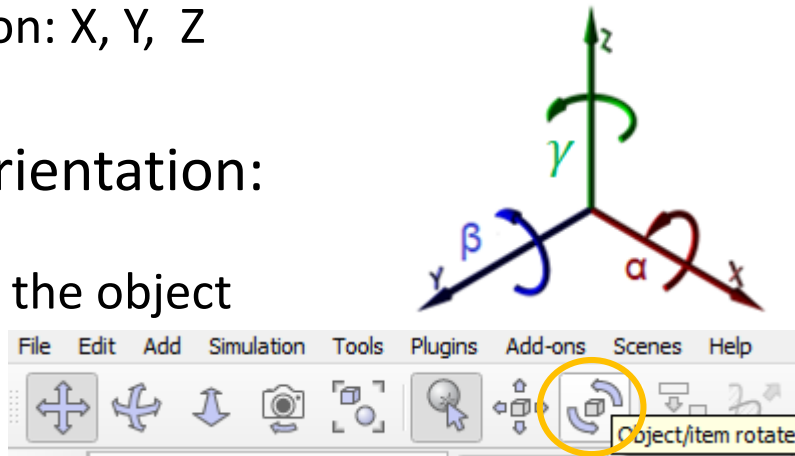 on: X, Y, Z
Z
γ
rientation:
β
α
Y
X
the object
File Edit Add Simulation Tools Plugins Add-ons Scenes Help
Object/item rotate